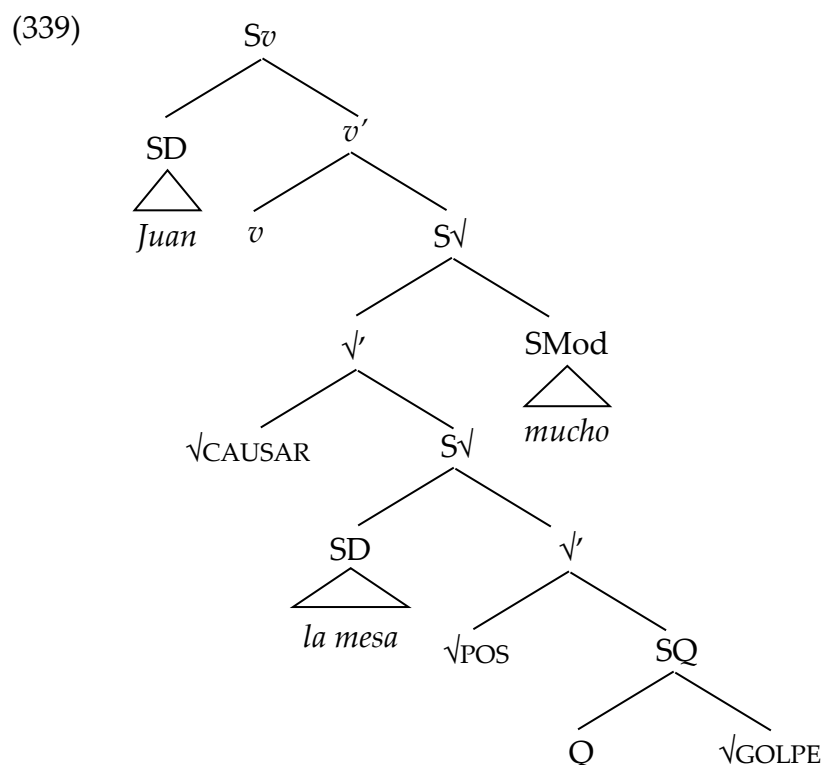 (339)
Sv
SD v'
Juan v S√
√' SMod
mucho
√CAUSAR S√
SD √'
la mesa √POS SQ
Q √GOLPE